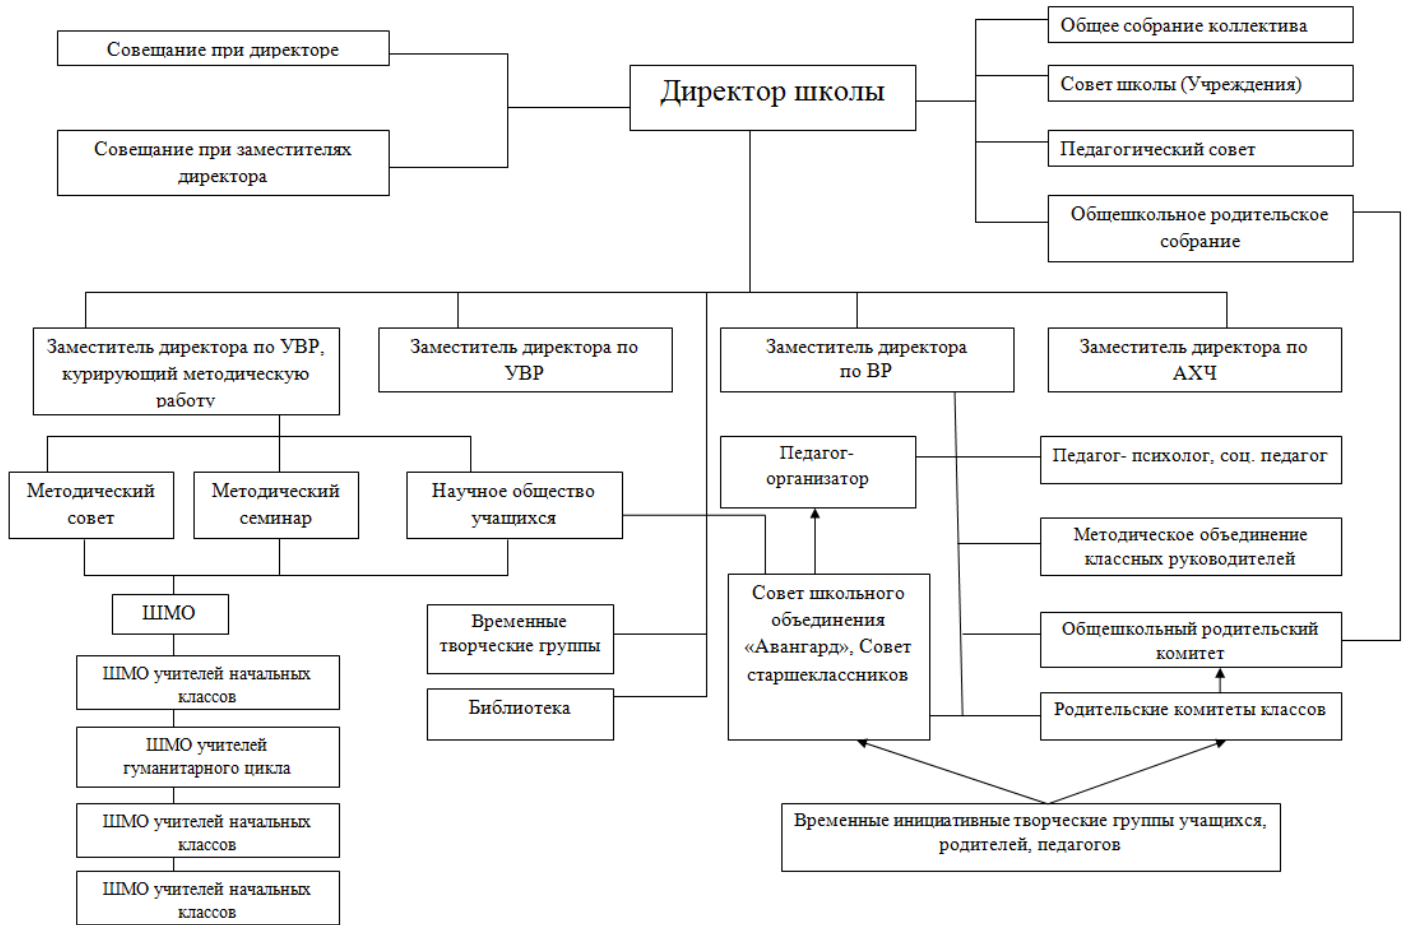 Совещание при директоре
Совещание при заместителях
директора
Директор школы
Общее собрание коллектива
Совет школы (Учреждения)
Педагогический совет
Общешкольное родительское
собрание
Заместитель директора по УВР,
курирующий методическую
работу
Заместитель директора по
УВР
Заместитель директора
по ВР
Заместитель директора по
АХЧ
Методический
совет
Методический
семинар
Научное общество
учащихся
Педагог-
организатор
Педагог- психолог, соц. педагог
Методическое объединение
классных руководителей
ШМО
Временные
творческие группы
Совет школьного
объединения
«Авангард», Совет
старшеклассников
Общешкольный родительский
комитет
ШМО учителей начальных
классов
Библиотека
Родительские комитеты классов
ШМО учителей
гуманитарного цикла
ШМО учителей начальных
классов
Временные инициативные творческие группы учащихся,
родителей, педагогов
ШМО учителей начальных
классов